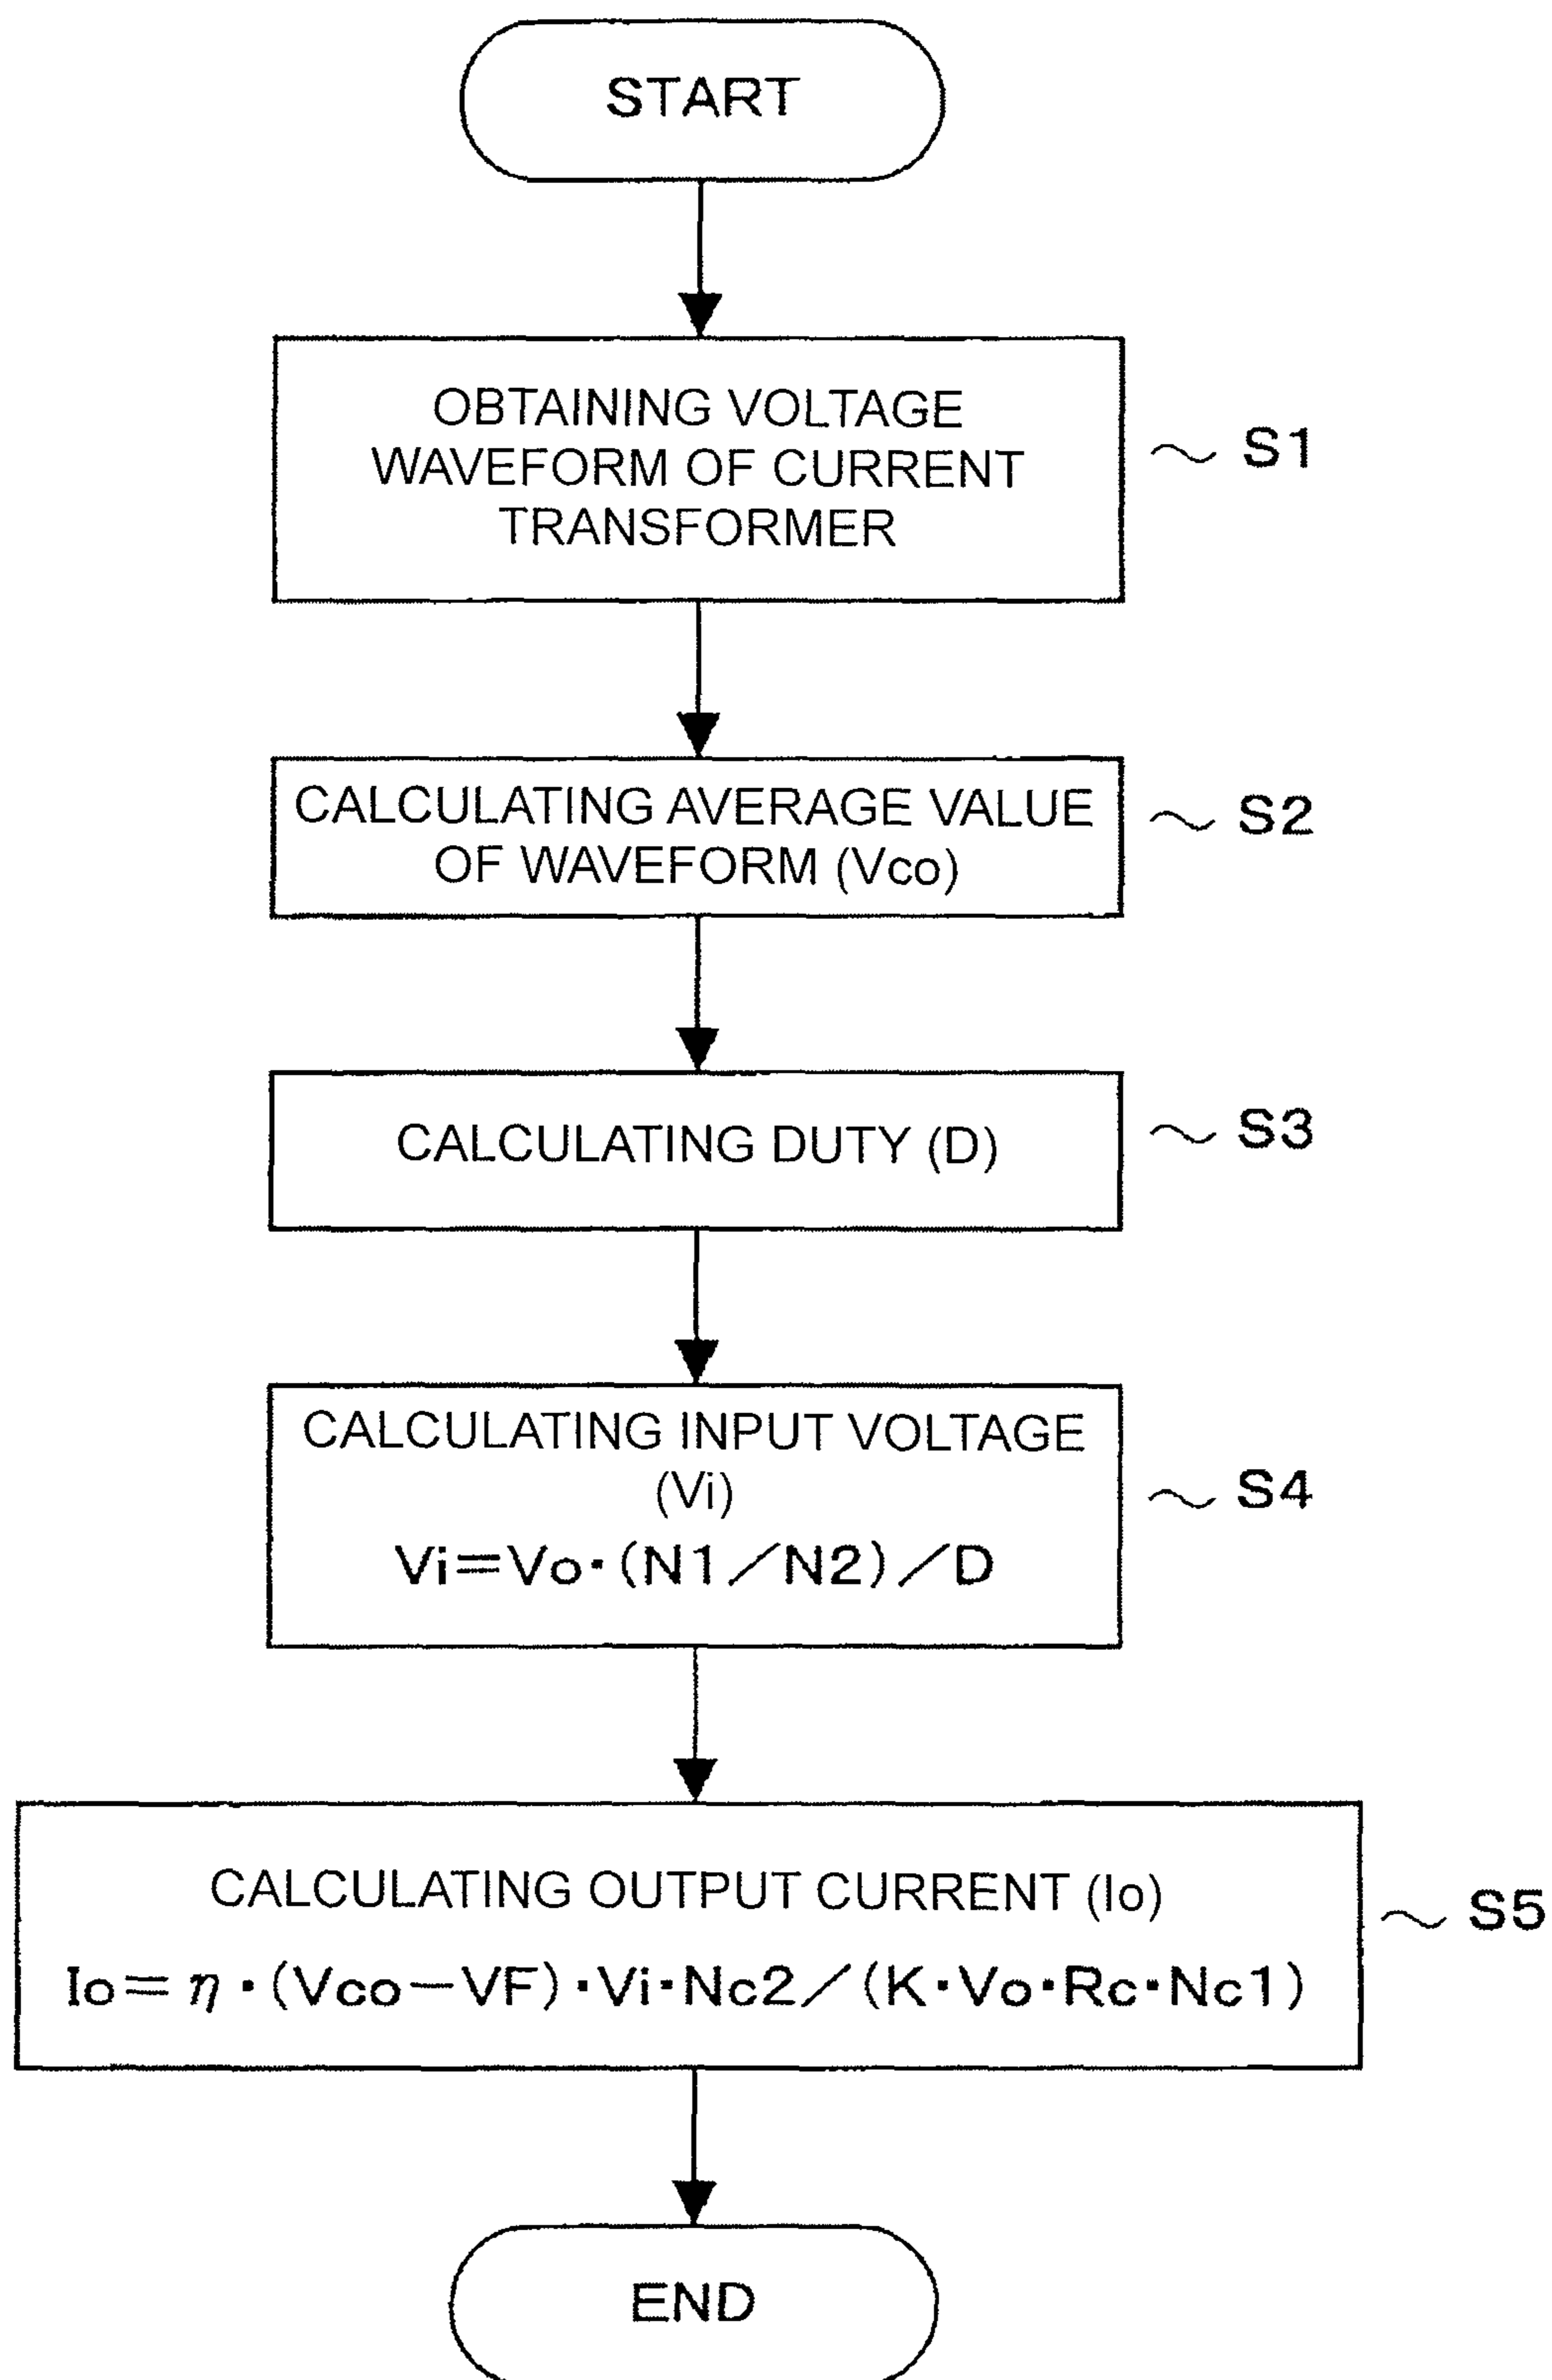 START
OBTAINING VOLTAGE
WAVEFORM OF CURRENT
TRANSFORMER
S1
CALCULATING AVERAGE VALUE
OF WAVEFORM (Vco)
S2
CALCULATING DUTY (D)
S3
CALCULATING INPUT VOLTAGE
(Vi)
Vi=Vo·(N1/N2)/D
S4
CALCULATING OUTPUT CURRENT (Io)
Io=η·(Vco-VF)·Vi·Nc2/(K·Vo·Rc·Nc1)
S5
END